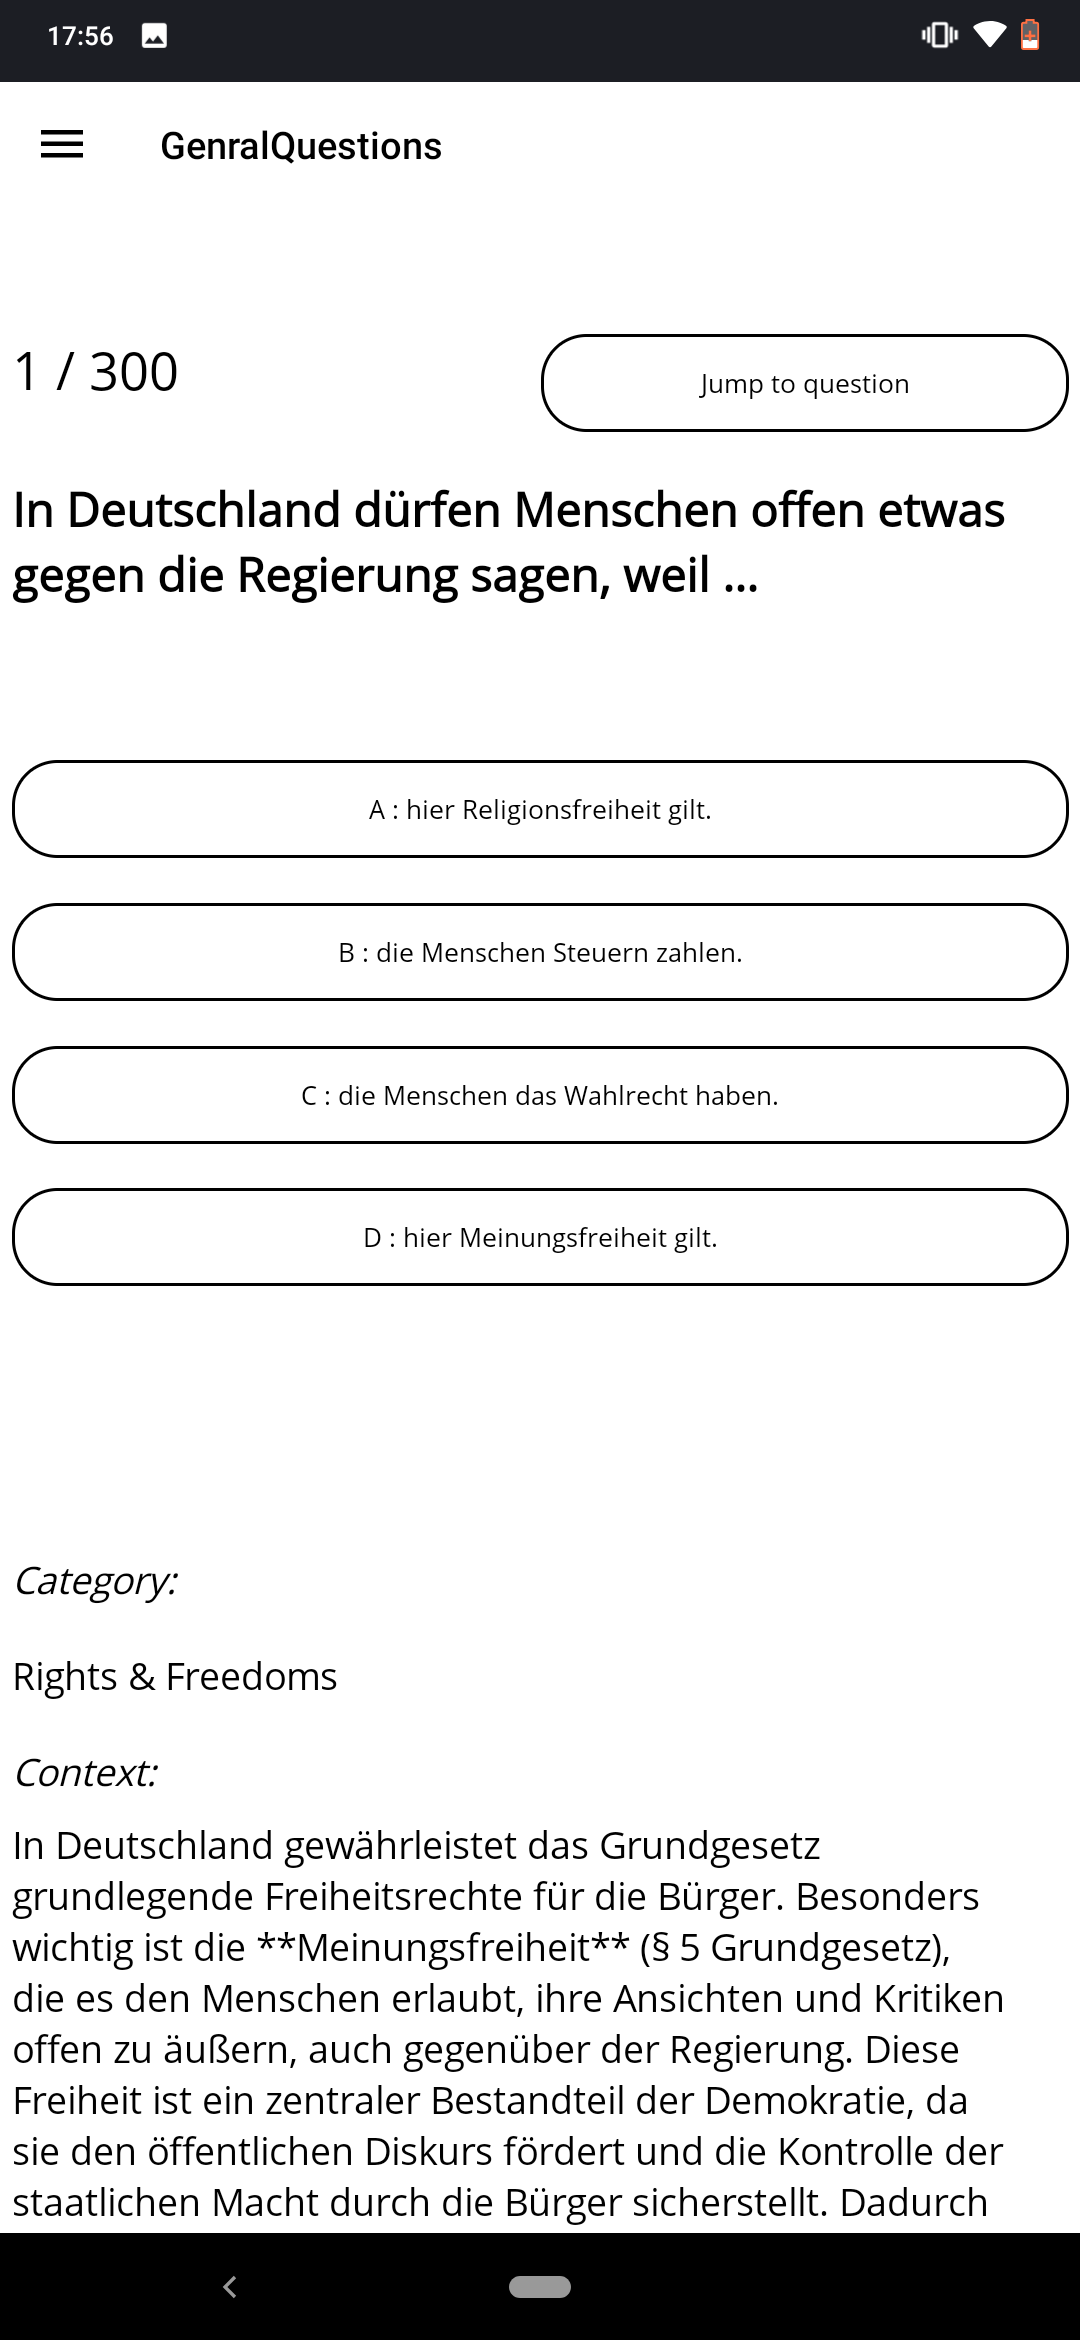 17:56
GenralQuestions
1 / 300
Jump to question
In Deutschland dürfen Menschen offen etwas
gegen die Regierung sagen, weil ...
A : hier Religionsfreiheit gilt.
B : die Menschen Steuern zahlen.
C : die Menschen das Wahlrecht haben.
D : hier Meinungsfreiheit gilt.
Category:
Rights & Freedoms
Context:
In Deutschland gewährleistet das Grundgesetz
grundlegende Freiheitsrechte für die Bürger. Besonders
wichtig ist die **Meinungsfreiheit** (§ 5 Grundgesetz),
die es den Menschen erlaubt, ihre Ansichten und Kritiken
offen zu äußern, auch gegenüber der Regierung. Diese
Freiheit ist ein zentraler Bestandteil der Demokratie, da
sie den öffentlichen Diskurs fördert und die Kontrolle der
staatlichen Macht durch die Bürger sicherstellt. Dadurch